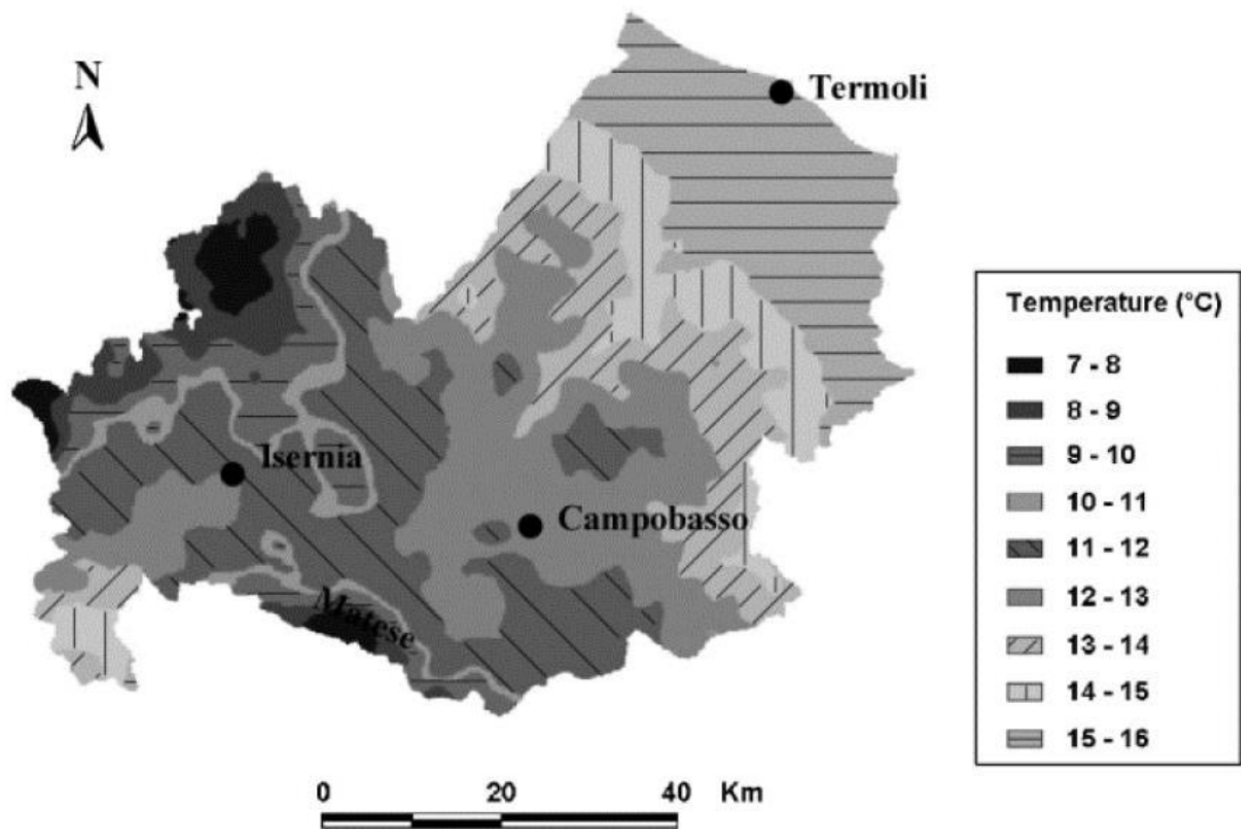 N
Termoli
Isernia
Campobasso
Matese
Temperature (°C)
7 - 8
8 - 9
9 - 10
10 - 11
11 - 12
12 - 13
13 - 14
14 - 15
15 - 16
0 20 40 Km